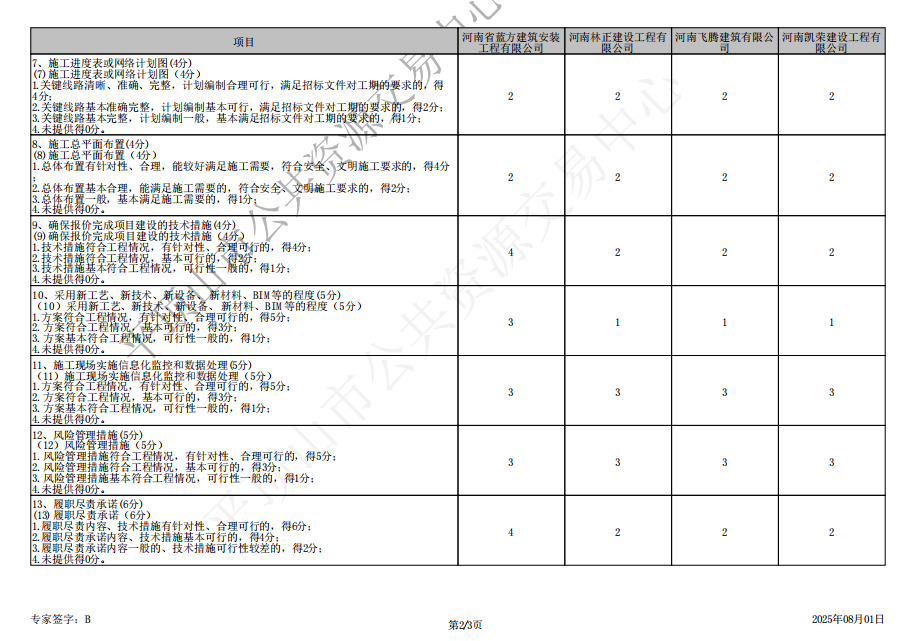 项目
河南省蓝方建筑安装
工程有限公司
河南林正建设工程有
限公司
河南飞腾建筑有限公
司
河南凯荣建设工程有
限公司
7、施工进度表或网络计划图(4分)
(7)施工进度表或网络计划图（4分）
1.关键线路清晰、准确、完整，计划编制合理可行，满足招标文件对工期的要求的，得
4分;
2.关键线路基本准确完整，计划编制基本可行，满足招标文件对工期的要求的，得2分;
3.关键线路基本完整，计划编制一般，基本满足招标文件对工期的要求的，得1分;
4.未提供得0分。
2
2
2
2
8、施工总平面布置(4分)
(8)施工总平面布置（4分）
1.总体布置有针对性、合理，能较好满足施工需要，符合安全、文明施工要求的，得4分
;
2.总体布置基本合理，能满足施工需要的，符合安全、文明施工要求的，得2分;
3.总体布置一般，基本满足施工需要的，得1分;
4.未提供得0分。
2
2
2
2
9、确保报价完成项目建设的技术措施(4分)
(9)确保报价完成项目建设的技术措施（4分）
1.技术措施符合工程情况，有针对性、合理可行的，得4分;
2.技术措施符合工程情况，基本可行的，得2分;
3.技术措施基本符合工程情况，可行性一般的，得1分;
4.未提供得0分。
4
2
2
2
10、采用新工艺、新技术、新设备、新材料、BIM等的程度(5分)
（10）采用新工艺、新技术、新设备、新材料、BIM等的程度（5分）
1.方案符合工程情况，有针对性、合理可行的，得5分;
2.方案符合工程情况，基本可行的，得3分;
3.方案基本符合工程情况，可行性一般的，得1分;
4.未提供得0分。
3
1
1
1
11、施工现场实施信息化监控和数据处理(5分)
（11）施工现场实施信息化监控和数据处理（5分）
1.方案符合工程情况，有针对性、合理可行的，得5分;
2.方案符合工程情况，基本可行的，得3分;
3.方案基本符合工程情况，可行性一般的，得1分;
4.未提供得0分。
3
3
3
3
12、风险管理措施(5分)
（12）风险管理措施（5分）
1.风险管理措施符合工程情况，有针对性、合理可行的，得5分;
2.风险管理措施符合工程情况，基本可行的，得3分;
3.风险管理措施基本符合工程情况，可行性一般的，得1分;
4.未提供得0分。
3
3
3
3
13、履职尽责承诺(6分)
(13)履职尽责承诺（6分）
1.履职尽责内容、技术措施有针对性、合理可行的，得6分;
2.履职尽责承诺内容、技术措施基本可行的，得4分;
3.履职尽责承诺内容一般的、技术措施可行性较差的，得2分;
4.未提供得0分。
4
2
2
2
平顶山市公共资源交易中心
平顶山市公共资源交易中心
专家签字：B
第2/3页
2025年08月01日